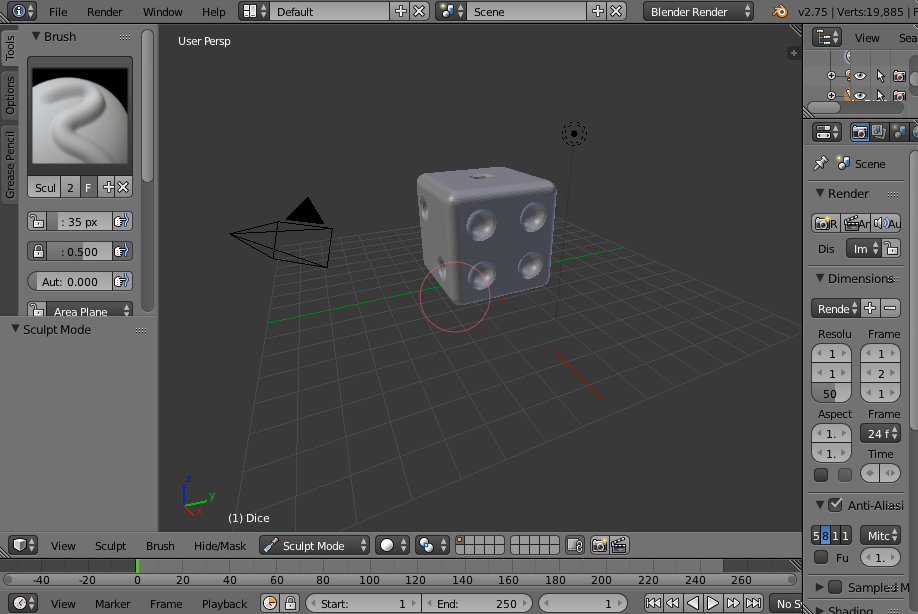 File Render Window Help Default Scene Blender Render v2.75 | Verts:19,885 | F
Tools
Options
Grease Pencil
Brush
Scul 2 F
: 35 px
: 0.500
Aut: 0.000
Area Plane
Sculpt Mode
User Persp
(1) Dice
z
y
x
View Sea
Scene
Render
R Ar Au
Dis Im
Dimensions
Rende
Resolu Frame
1 1
1 2
50 1
Aspect Frame
1. 24 f
1. Time
Anti-Aliasi
5 8 1 1 Mitc
Fu 1.
Sampled M
Shading
View Sculpt Brush Hide/Mask Sculpt Mode
-40 -20 0 20 40 60 80 100 120 140 160 180 200 220 240 260
View Marker Frame Playback Start: 1 End: 250 1 No S